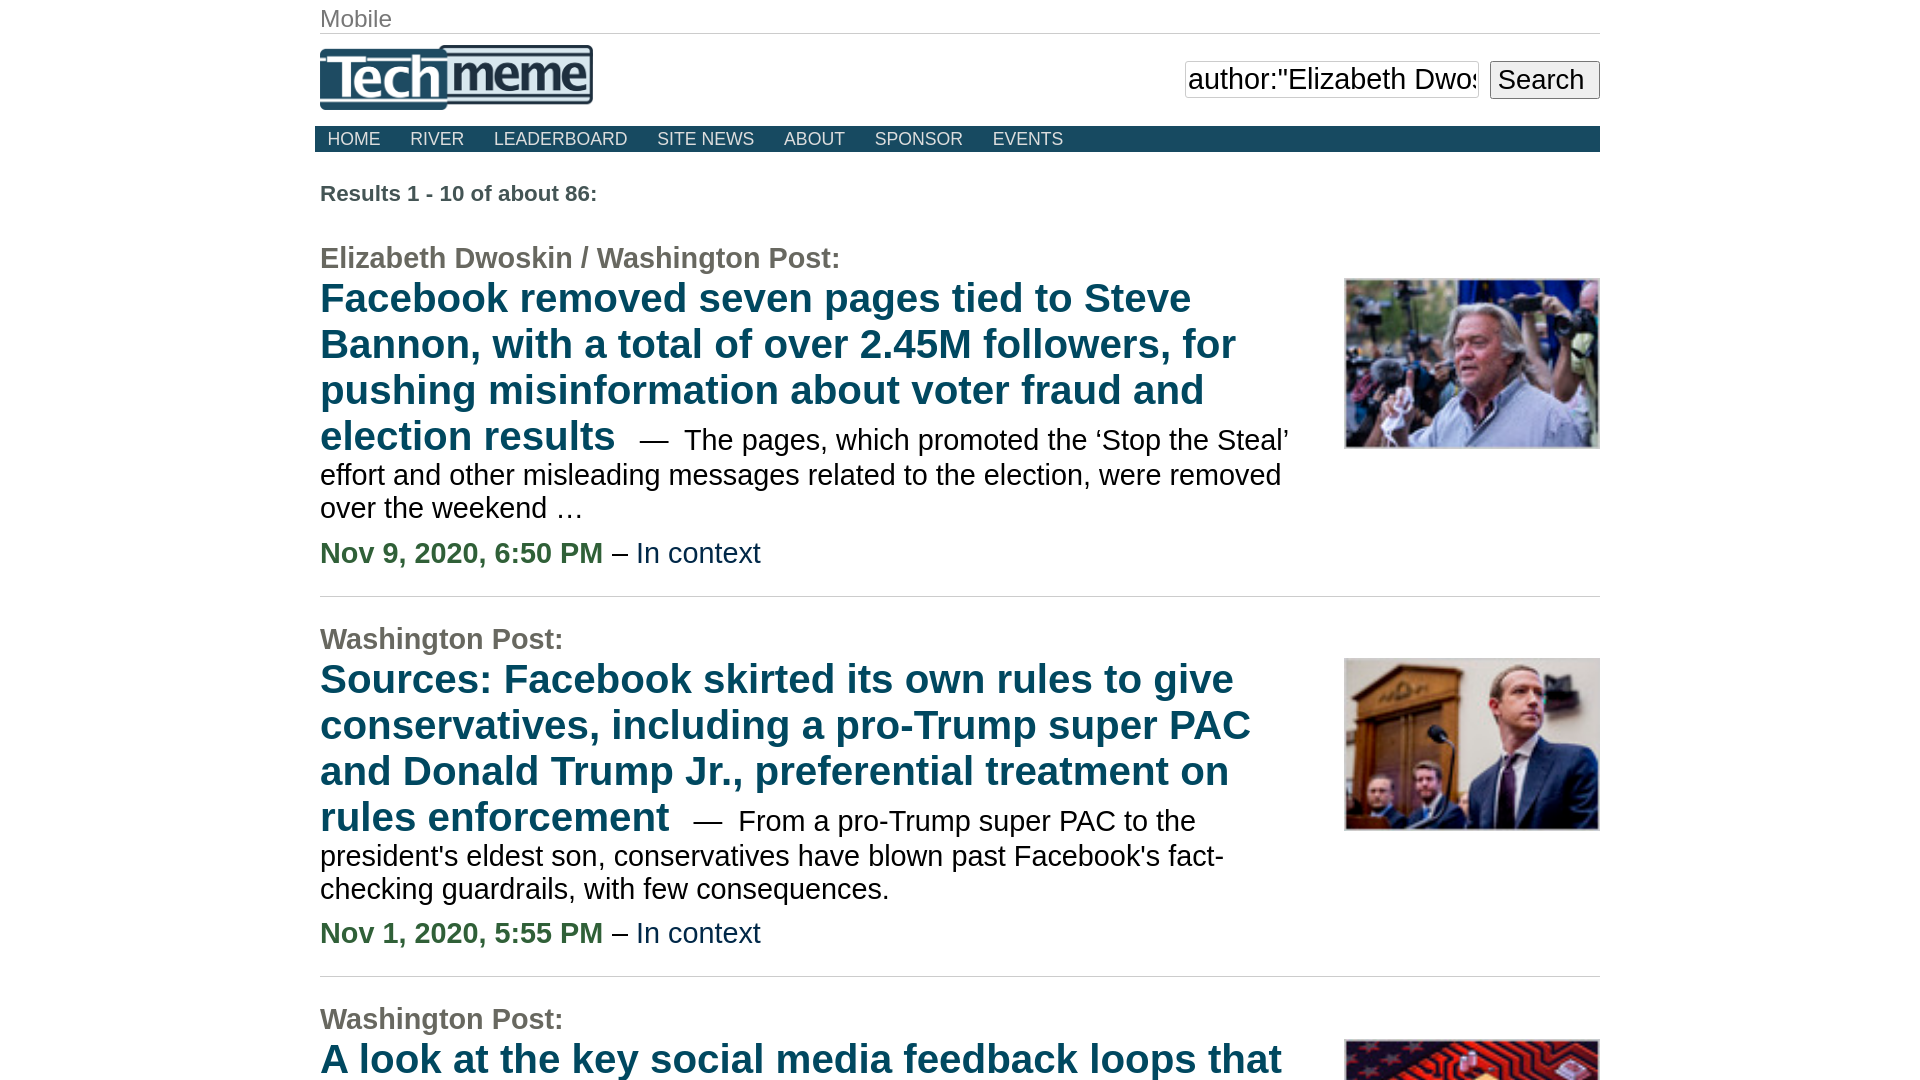 Mobile
Techmeme
author:"Elizabeth Dwos
Search
HOME RIVER LEADERBOARD SITE NEWS ABOUT SPONSOR EVENTS
Results 1 - 10 of about 86:
Elizabeth Dwoskin / Washington Post:
Facebook removed seven pages tied to Steve
Bannon, with a total of over 2.45M followers, for
pushing misinformation about voter fraud and
election results — The pages, which promoted the ‘Stop the Steal’
effort and other misleading messages related to the election, were removed
over the weekend …
Nov 9, 2020, 6:50 PM – In context
Washington Post:
Sources: Facebook skirted its own rules to give
conservatives, including a pro-Trump super PAC
and Donald Trump Jr., preferential treatment on
rules enforcement — From a pro-Trump super PAC to the
president's eldest son, conservatives have blown past Facebook's fact-
checking guardrails, with few consequences.
Nov 1, 2020, 5:55 PM – In context
Washington Post:
A look at the key social media feedback loops that